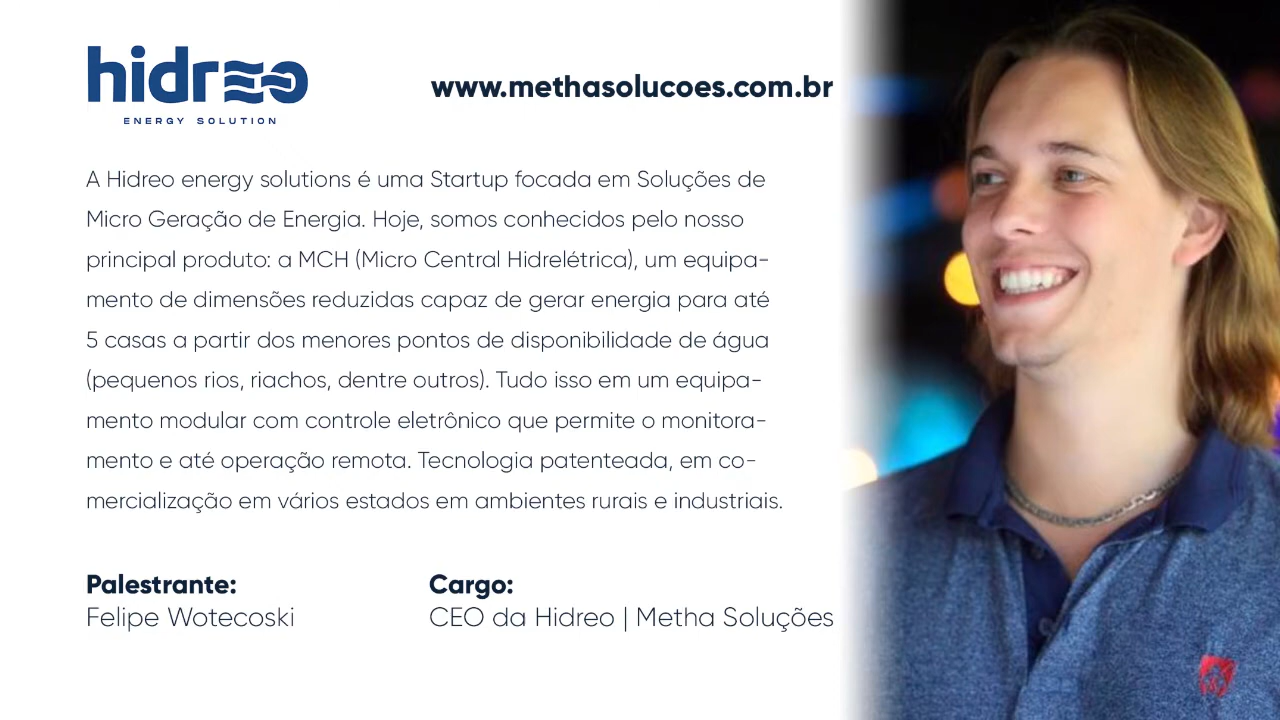 hidreo
ENERGY SOLUTION
www.methasolucoes.com.br
A Hidreo energy solutions é uma Startup focada em Soluções de
Micro Geração de Energia. Hoje, somos conhecidos pelo nosso
principal produto: a MCH (Micro Central Hidrelétrica), um equipa-
mento de dimensões reduzidas capaz de gerar energia para até
5 casas a partir dos menores pontos de disponibilidade de água
(pequenos rios, riachos, dentre outros). Tudo isso em um equipa-
mento modular com controle eletrônico que permite o monitora-
mento e até operação remota. Tecnologia patenteada, em co-
mercialização em vários estados em ambientes rurais e industriais.
Palestrante:
Felipe Wotecoski
Cargo:
CEO da Hidreo | Metha Soluções